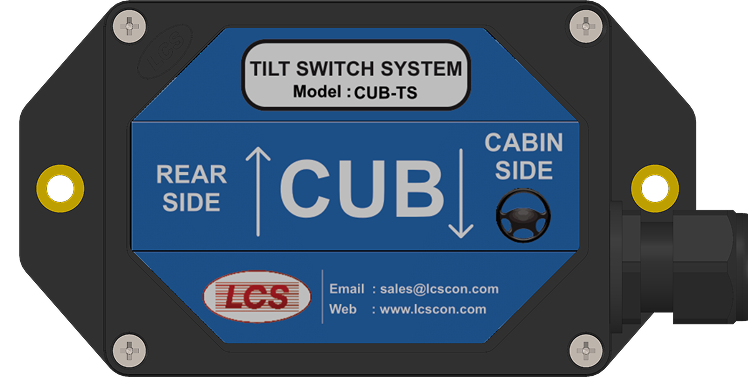 TILT SWITCH SYSTEM
Model : CUB-TS
REAR
SIDE
CUB
CABIN
SIDE
LCS
Email : sales@lcscon.com
Web : www.lcscon.com